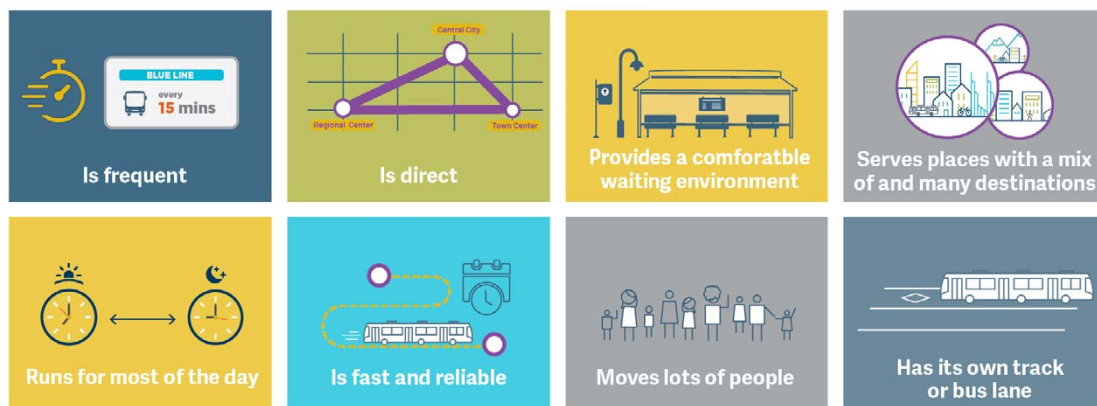 BLUE LINE
every
15 mins
Is frequent
Central City
Regional Center
Town Center
Is direct
Provides a comforatble
waiting environment
Serves places with a mix
of and many destinations
Runs for most of the day
Is fast and reliable
Moves lots of people
Has its own track
or bus lane